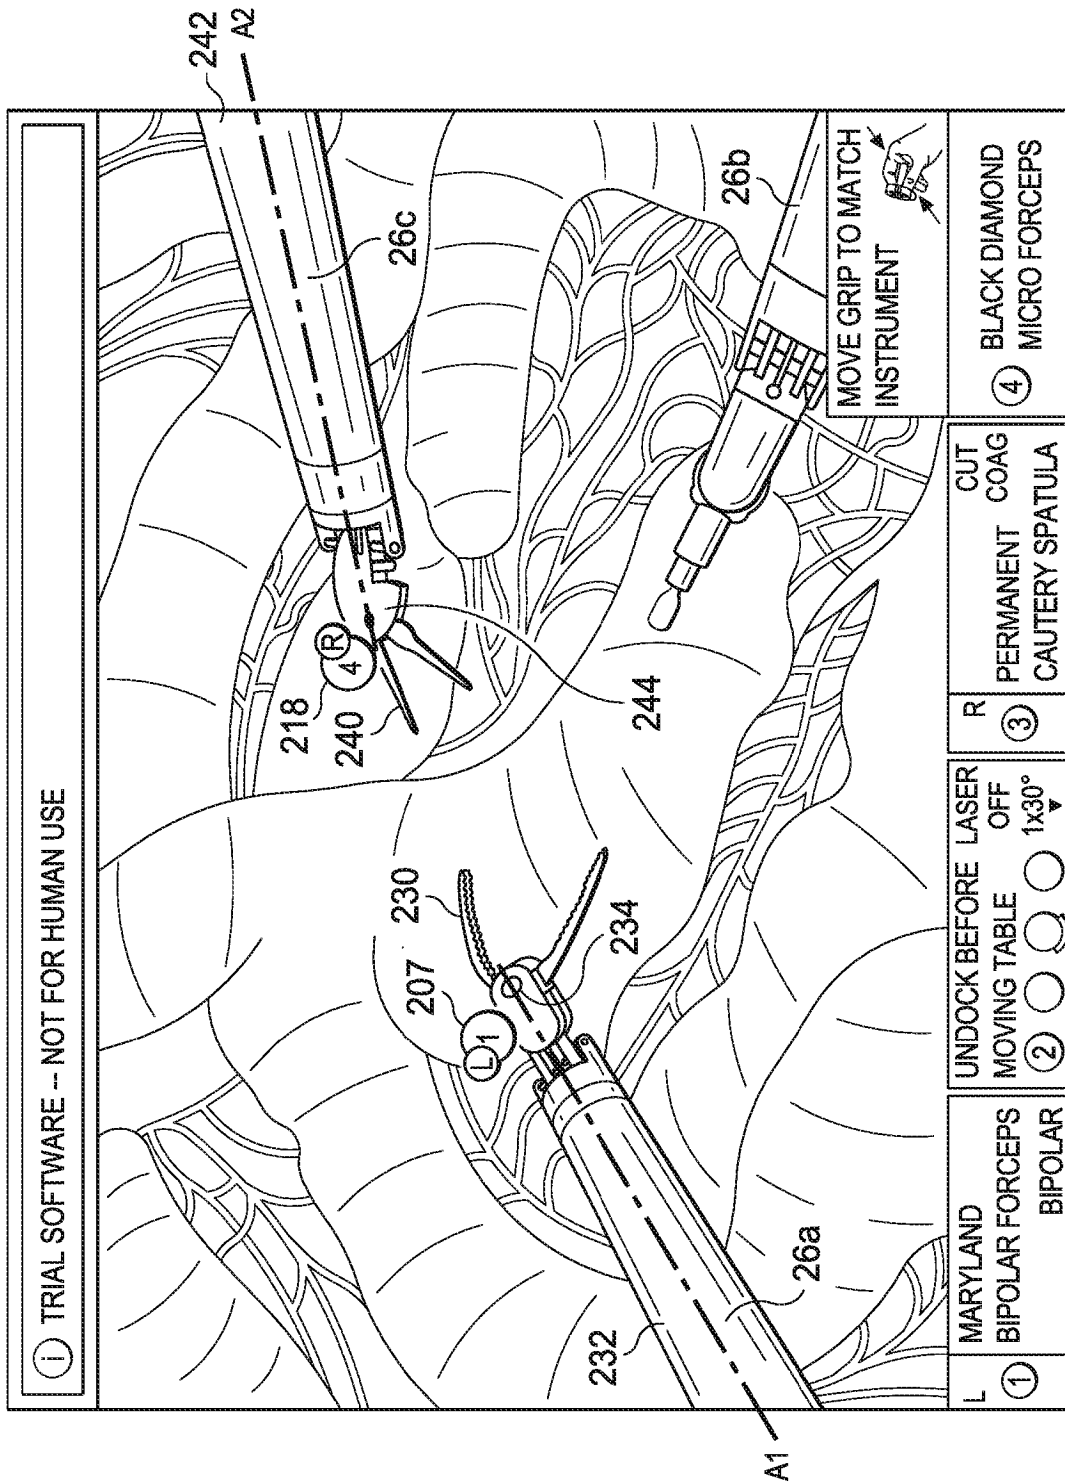 ⓘ TRIAL SOFTWARE -- NOT FOR HUMAN USE
242
A2
26c
218
4
R
240
244
230
207
L
1
234
26b
232
26a
A1
MOVE GRIP TO MATCH
INSTRUMENT
L
① MARYLAND
BIPOLAR FORCEPS
BIPOLAR
UNDOCK BEFORE
MOVING TABLE
②
LASER
OFF
1x30°
R
③ PERMANENT
CAUTERY SPATULA
CUT
COAG
④ BLACK DIAMOND
MICRO FORCEPS